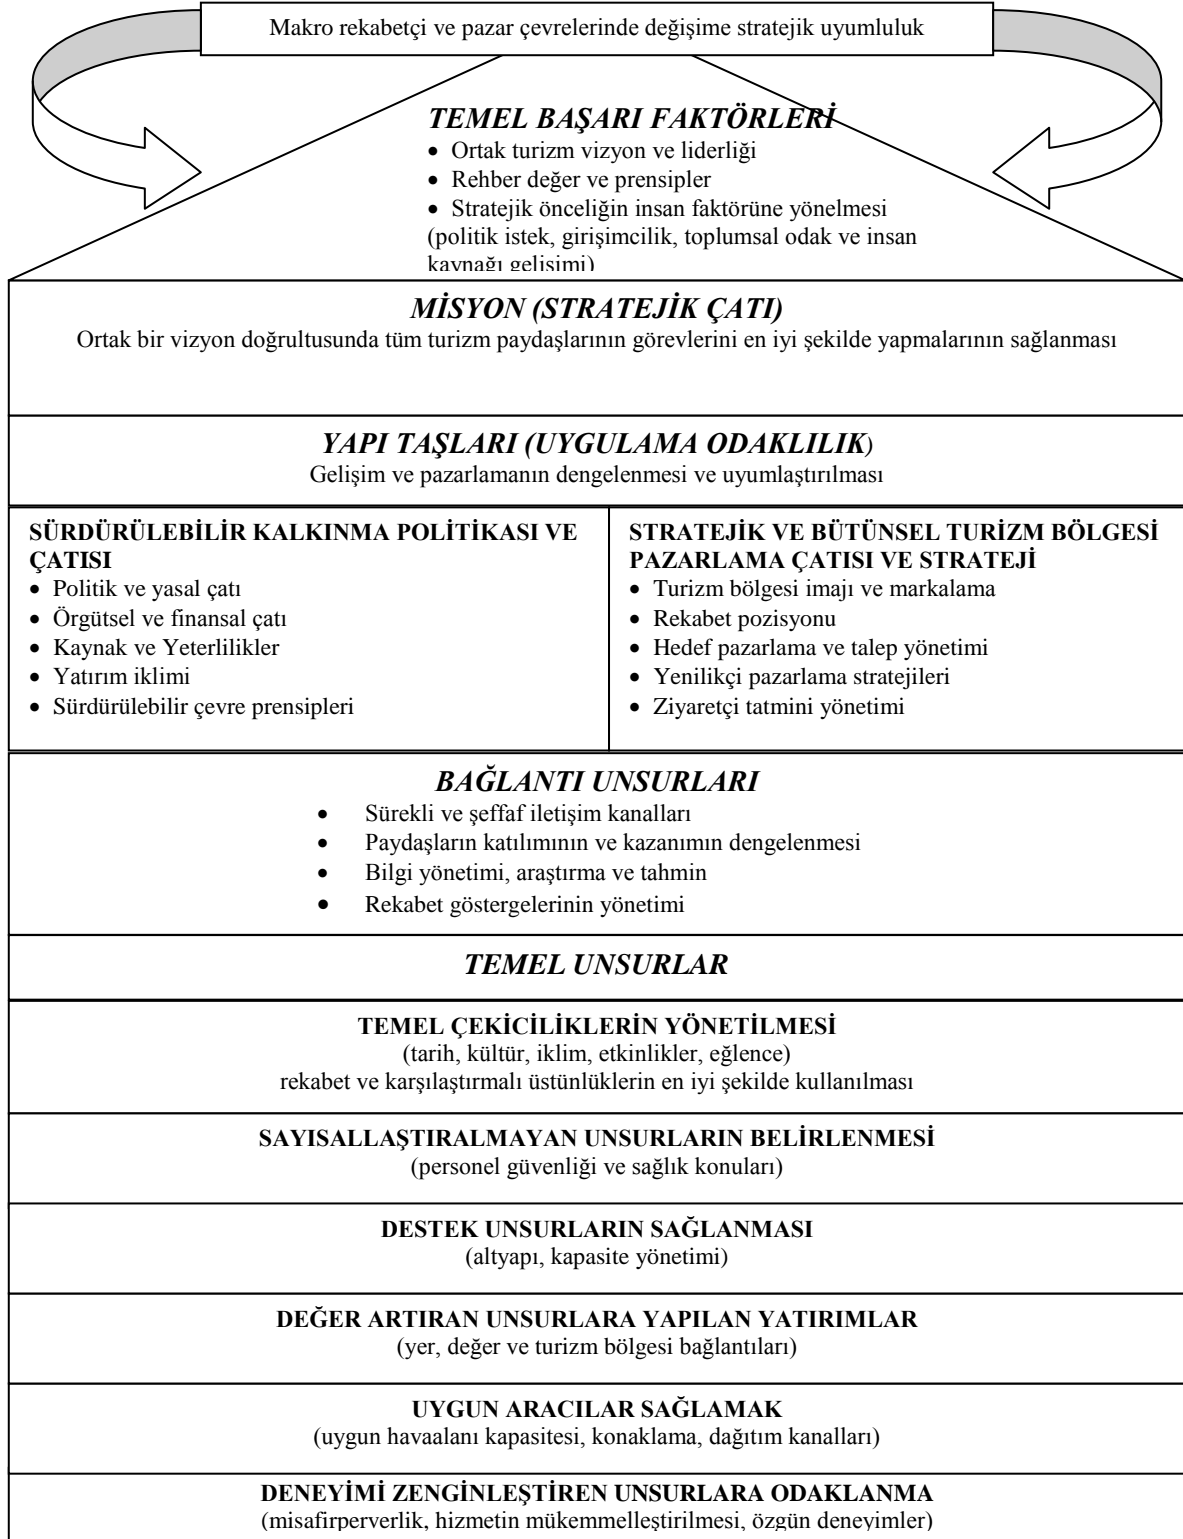 Makro rekabetçi ve pazar çevrelerinde değişime stratejik uyumluluk
TEMEL BAŞARI FAKTÖRLERİ
• Ortak turizm vizyon ve liderliği
• Rehber değer ve prensipler
• Stratejik önceliğin insan faktörüne yönelmesi
(politik istek, girişimcilik, toplumsal odak ve insan
kaynağı gelişimi)
MİSYON (STRATEJİK ÇATI)
Ortak bir vizyon doğrultusunda tüm turizm paydaşlarının görevlerini en iyi şekilde yapmalarının sağlanması
YAPI TAŞLARI (UYGULAMA ODAKLILIK)
Gelişim ve pazarlamanın dengelenmesi ve uyumlaştırılması
SÜRDÜRÜLEBİLİR KALKINMA POLİTİKASI VE
ÇATISI
• Politik ve yasal çatı
• Örgütsel ve finansal çatı
• Kaynak ve Yeterlilikler
• Yatırım iklimi
• Sürdürülebilir çevre prensipleri
STRATEJİK VE BÜTÜNSEL TURİZM BÖLGESİ
PAZARLAMA ÇATISI VE STRATEJİ
• Turizm bölgesi imajı ve markalama
• Rekabet pozisyonu
• Hedef pazarlama ve talep yönetimi
• Yenilikçi pazarlama stratejileri
• Ziyaretçi tatmini yönetimi
BAĞLANTI UNSURLARI
• Sürekli ve şeffaf iletişim kanalları
• Paydaşların katılımının ve kazanımın dengelenmesi
• Bilgi yönetimi, araştırma ve tahmin
• Rekabet göstergelerinin yönetimi
TEMEL UNSURLAR
TEMEL ÇEKİCİLİKLERİN YÖNETİLMESİ
(tarih, kültür, iklim, etkinlikler, eğlence)
rekabet ve karşılaştırmalı üstünlüklerin en iyi şekilde kullanılması
SAYISALLAŞTIRALMAYAN UNSURLARIN BELİRLENMESİ
(personel güvenliği ve sağlık konuları)
DESTEK UNSURLARIN SAĞLANMASI
(altyapı, kapasite yönetimi)
DEĞER ARTIRAN UNSURLARA YAPILAN YATIRIMLAR
(yer, değer ve turizm bölgesi bağlantıları)
UYGUN ARACILAR SAĞLAMAK
(uygun havaalanı kapasitesi, konaklama, dağıtım kanalları)
DENEYİMİ ZENGİNLEŞTİREN UNSURLARA ODAKLANMA
(misafirperverlik, hizmetin mükemmelleştirilmesi, özgün deneyimler)